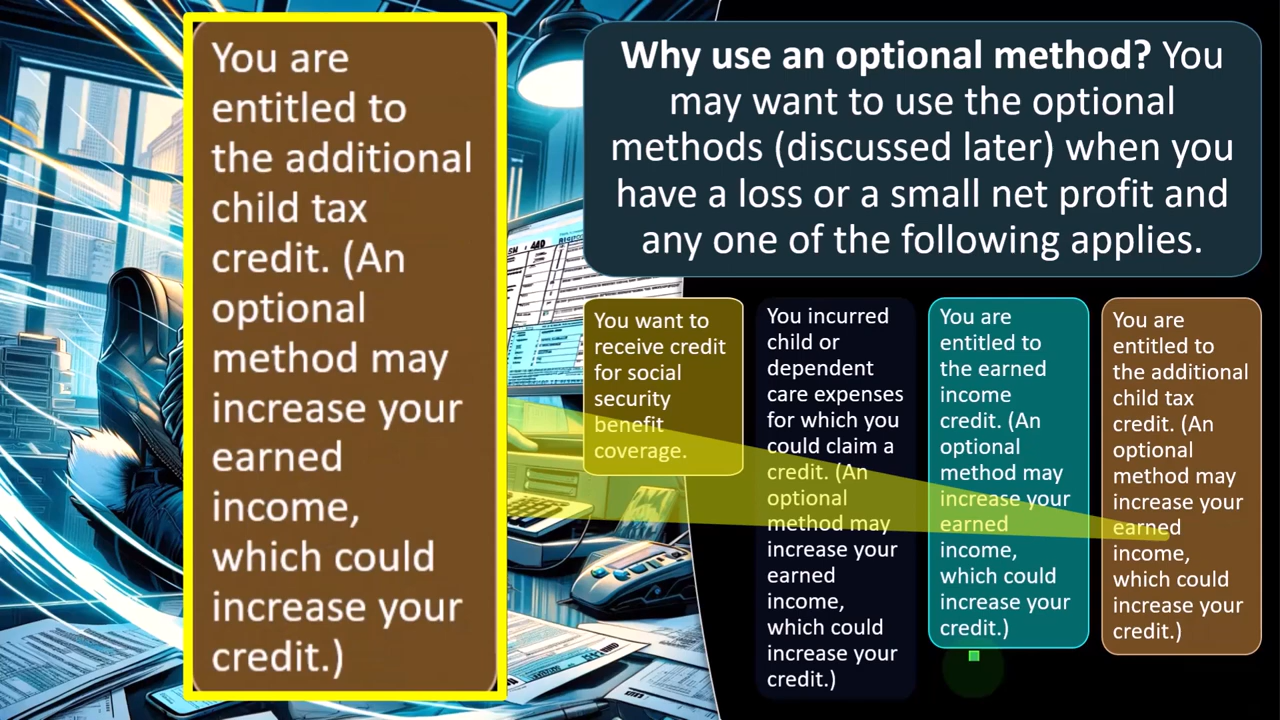 You are
entitled to
the additional
child tax
credit. (An
optional
method may
increase your
earned
income,
which could
increase your
credit.)
Why use an optional method? You
may want to use the optional
methods (discussed later) when you
have a loss or a small net profit and
any one of the following applies.
You want to
receive credit
for social
security
benefit
coverage.
You incurred
child or
dependent
care expenses
for which you
could claim a
credit. (An
optional
method may
increase your
earned
income,
which could
increase your
credit.)
You are
entitled to
the earned
income
credit. (An
optional
method may
increase your
earned
income,
which could
increase your
credit.)
You are
entitled to
the additional
child tax
credit. (An
optional
method may
increase your
earned
income,
which could
increase your
credit.)